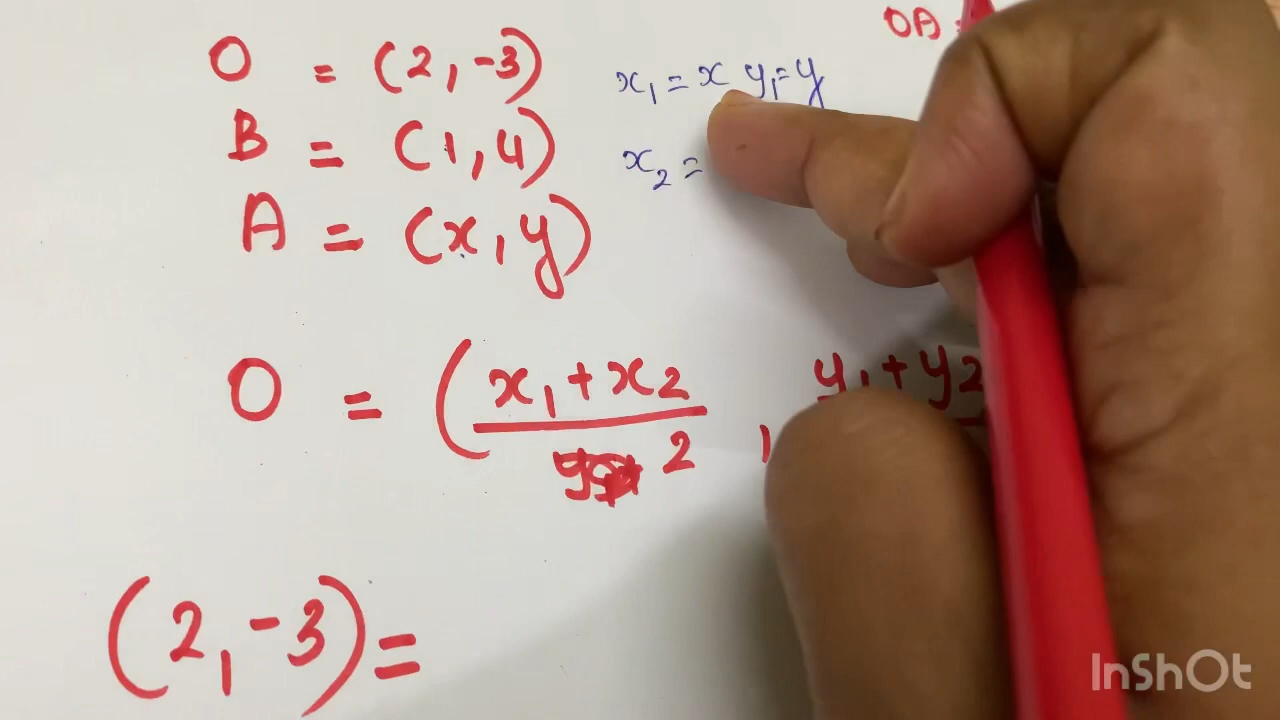 O = (2, -3)
x₁ = x y₁ = y
OA =
B = (1, 4)
x₂ =
A = (x, y)
O = (x₁ + x₂ / 2 , y₁ + y₂
(2, -3) =
InShOt